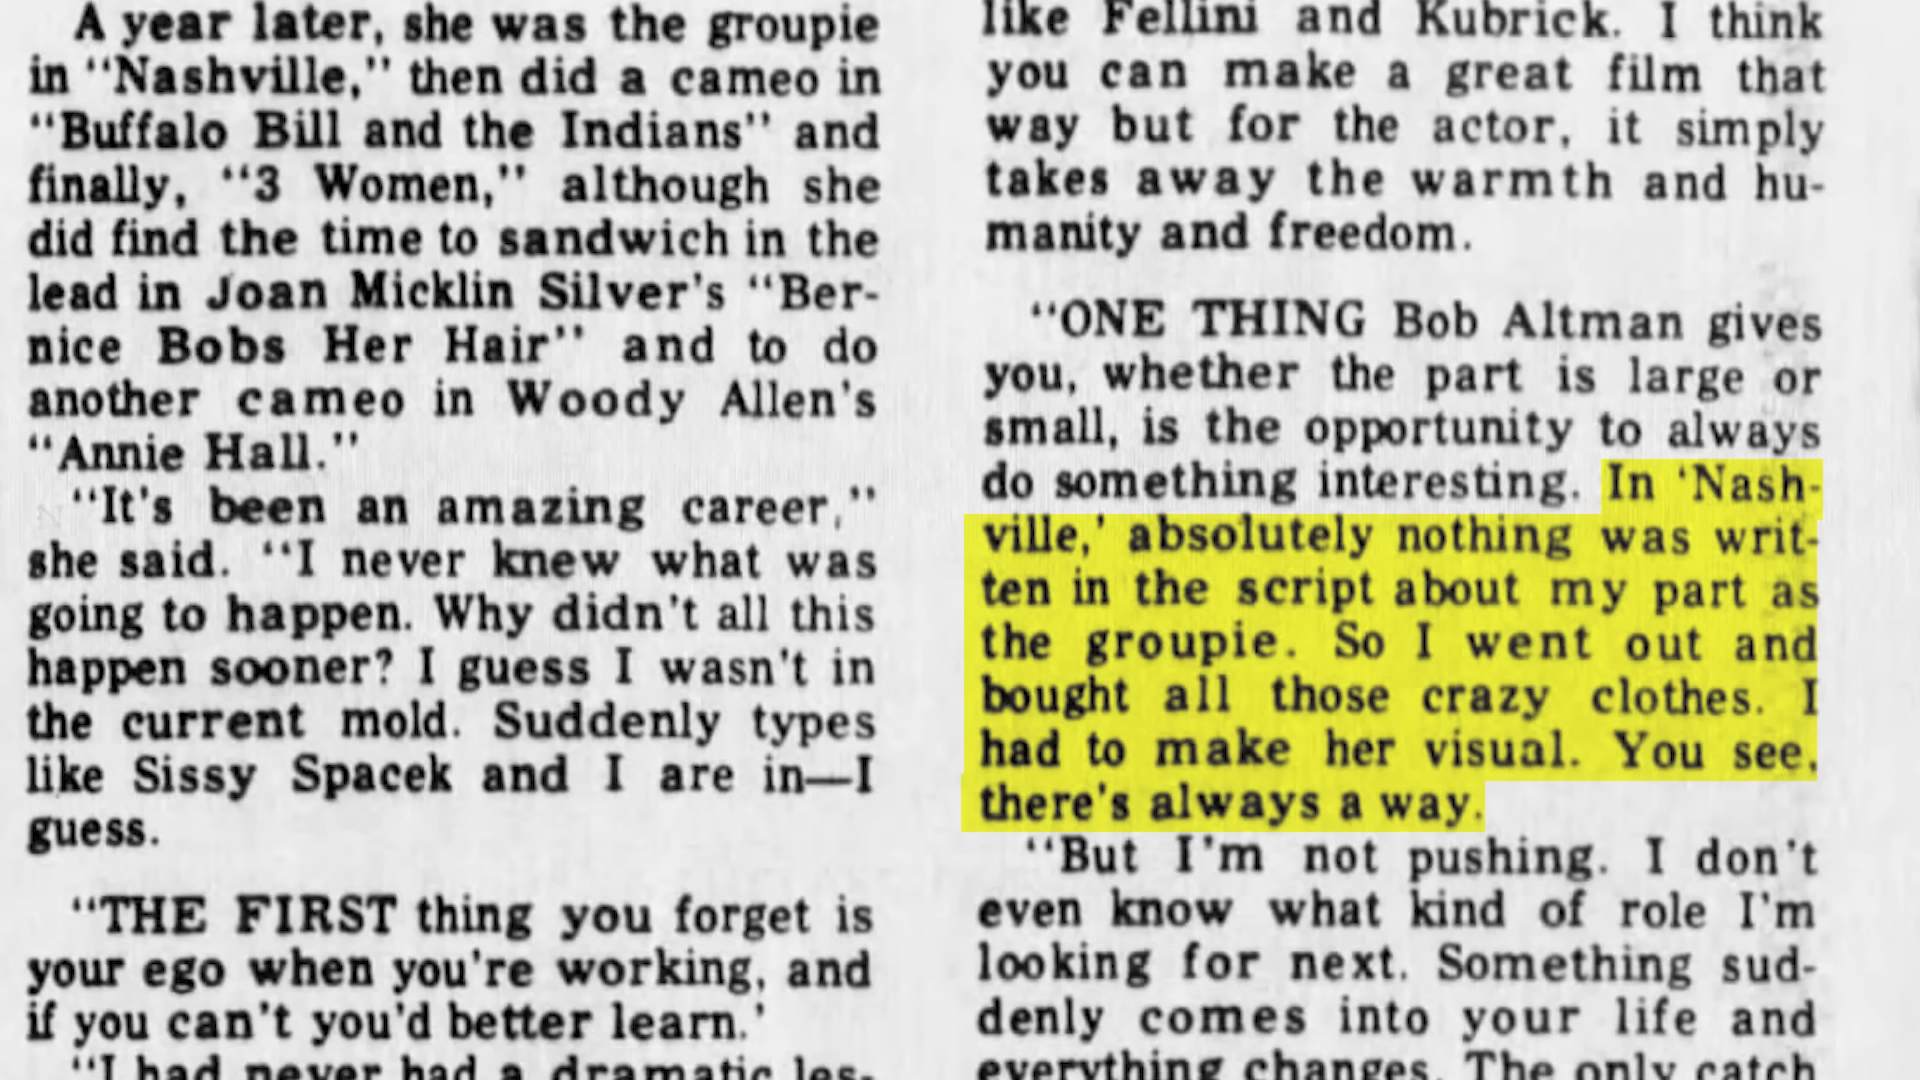 A year later, she was the groupie
in "Nashville," then did a cameo in
"Buffalo Bill and the Indians" and
finally, "3 Women," although she
did find the time to sandwich in the
lead in Joan Micklin Silver's "Ber-
nice Bobs Her Hair" and to do
another cameo in Woody Allen's
"Annie Hall."
"It's been an amazing career,"
she said. "I never knew what was
going to happen. Why didn't all this
happen sooner? I guess I wasn't in
the current mold. Suddenly types
like Sissy Spacek and I are in—I
guess.
"THE FIRST thing you forget is
your ego when you're working, and
if you can't you'd better learn.'
"I had never had a dramatic les-
like Fellini and Kubrick. I think
you can make a great film that
way but for the actor, it simply
takes away the warmth and hu-
manity and freedom.
"ONE THING Bob Altman gives
you, whether the part is large or
small, is the opportunity to always
do something interesting. In 'Nash-
ville,' absolutely nothing was writ-
ten in the script about my part as
the groupie. So I went out and
bought all those crazy clothes. I
had to make her visual. You see,
there's always a way.
"But I'm not pushing. I don't
even know what kind of role I'm
looking for next. Something sud-
denly comes into your life and
everything changes. The only catch